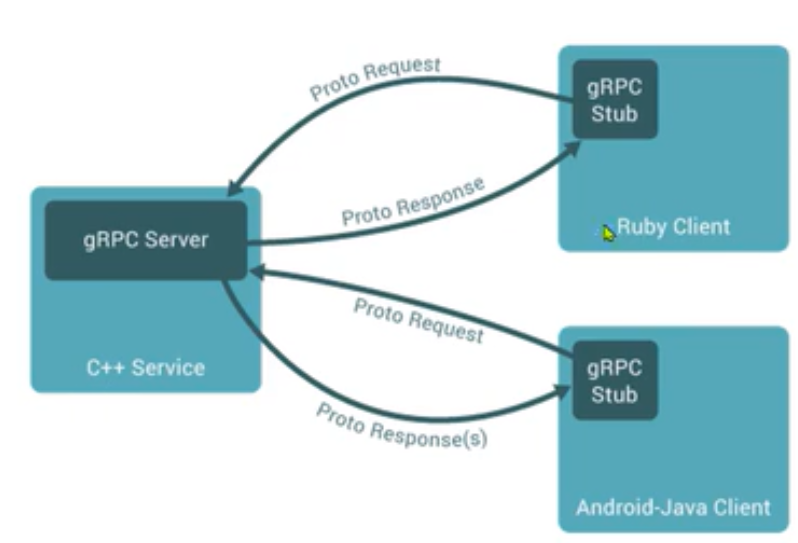 Proto Request
gRPC
Stub
Proto Response
Ruby Client
gRPC Server
C++ Service
Proto Request
gRPC
Stub
Proto Response(s)
Android-Java Client